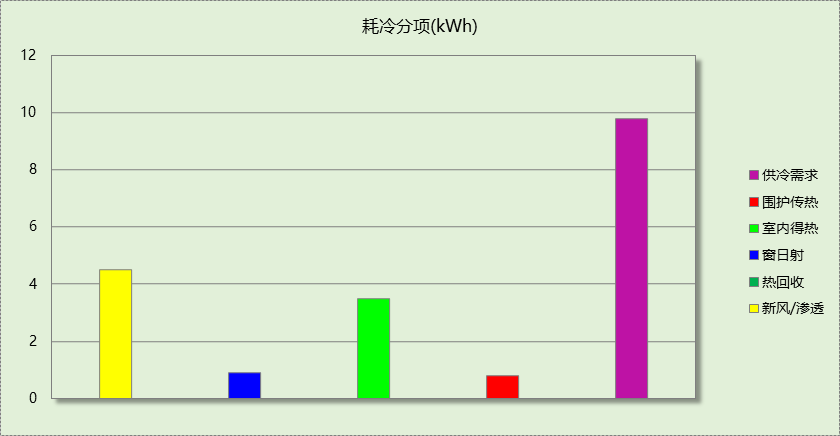 耗冷分项(kWh)
12
10
8
6
4
2
0
供冷需求
围护传热
室内得热
窗日射
热回收
新风/渗透